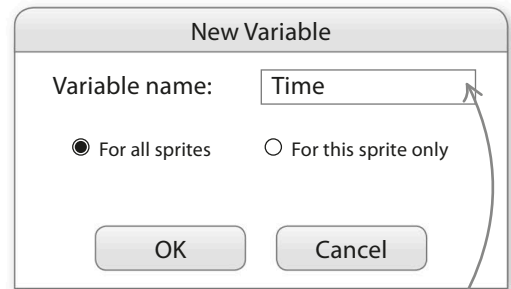 New Variable
Variable name: Time
For all sprites For this sprite only
OK Cancel